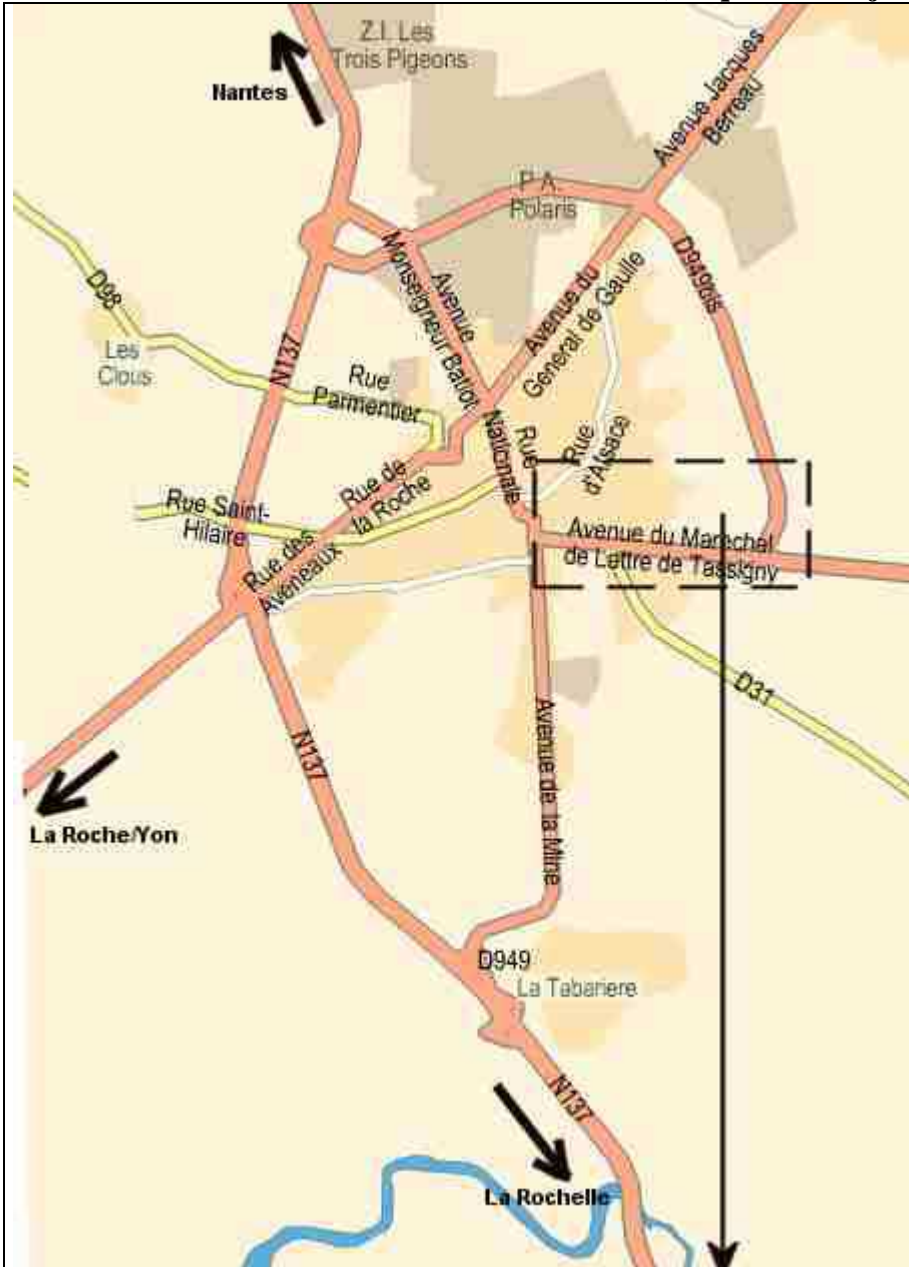 Z.I. Les
Trois Pigeons
Nantes
Avenue Jacques
Berreau
P.A.
Polaris
D949bis
Avenue
Monseigneur Batiot
Avenue du
General de Gaulle
D98
Les
Clous
N137
Rue
Parmentier
Rue
Nationale
Rue
d'Alsace
Rue de
la Roche
Rue Saint-
Hilaire
Rue des
Aveneaux
Avenue du Marechal
de Lattre de Tassigny
D31
N137
Avenue de la Mine
La Roche/Yon
D949
La Tabariere
N137
La Rochelle